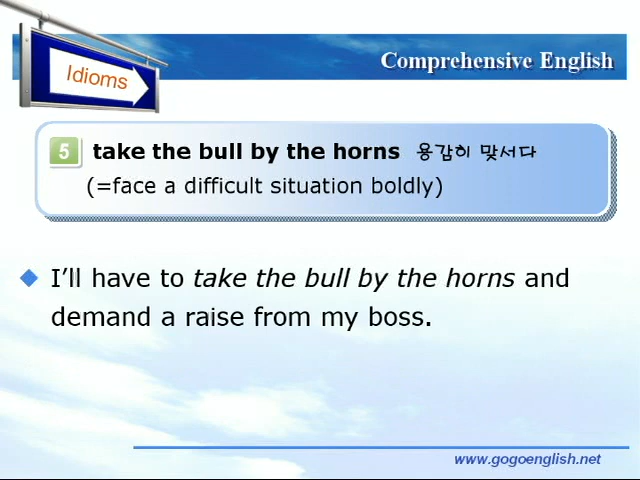 Idioms
Comprehensive English
5 take the bull by the horns 용감히 맞서다
(=face a difficult situation boldly)
I’ll have to take the bull by the horns and
demand a raise from my boss.
www.gogoenglish.net